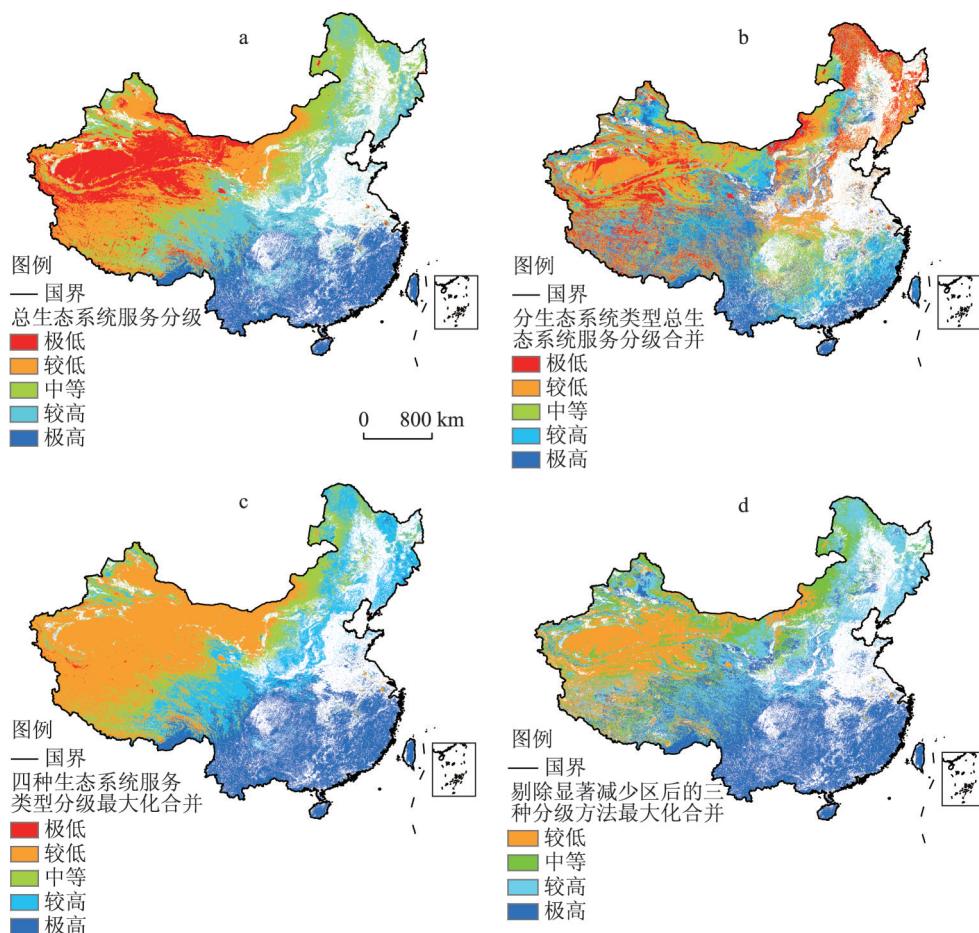 a
图例
国界
总生态系统服务分级
极低
较低
中等
较高
极高
0 800 km
b
图例
国界
分生态系统类型总生
态系统服务分级合并
极低
较低
中等
较高
极高
c
图例
国界
四种生态系统服务
类型分级最大化合并
极低
较低
中等
较高
极高
d
图例
国界
剔除显著减少区后的三
种分级方法最大化合并
较低
中等
较高
极高